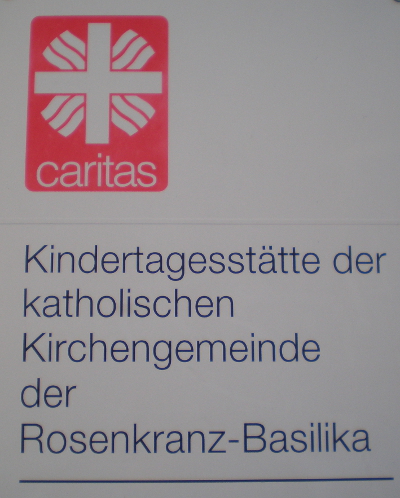 caritas
Kindertagesstätte der
katholischen
Kirchengemeinde
der
Rosenkranz-Basilika